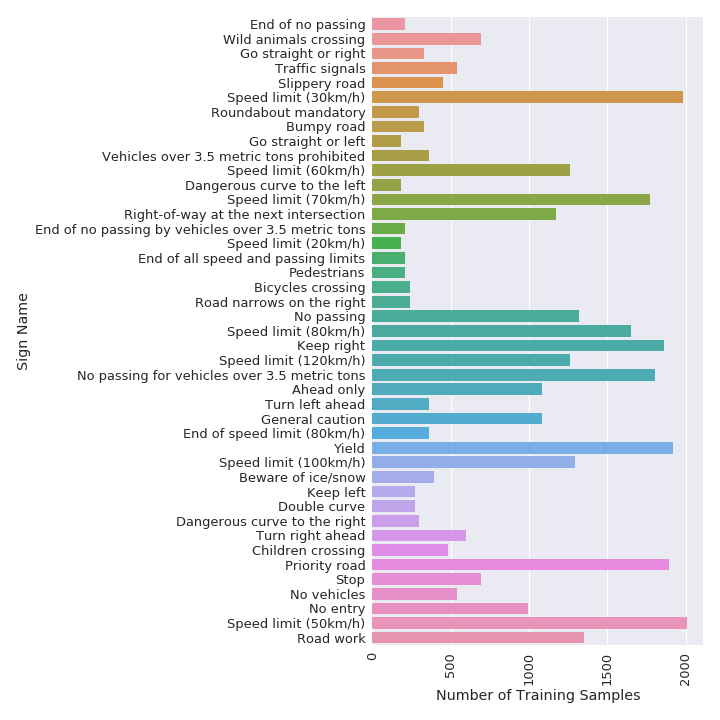 End of no passing
Wild animals crossing
Go straight or right
Traffic signals
Slippery road
Speed limit (30km/h)
Roundabout mandatory
Bumpy road
Go straight or left
Vehicles over 3.5 metric tons prohibited
Speed limit (60km/h)
Dangerous curve to the left
Speed limit (70km/h)
Right-of-way at the next intersection
End of no passing by vehicles over 3.5 metric tons
Speed limit (20km/h)
End of all speed and passing limits
Pedestrians
Bicycles crossing
Road narrows on the right
No passing
Speed limit (80km/h)
Keep right
Speed limit (120km/h)
No passing for vehicles over 3.5 metric tons
Ahead only
Turn left ahead
General caution
End of speed limit (80km/h)
Yield
Speed limit (100km/h)
Beware of ice/snow
Keep left
Double curve
Dangerous curve to the right
Turn right ahead
Children crossing
Priority road
Stop
No vehicles
No entry
Speed limit (50km/h)
Road work
Sign Name
0 500 1000 1500 2000
Number of Training Samples